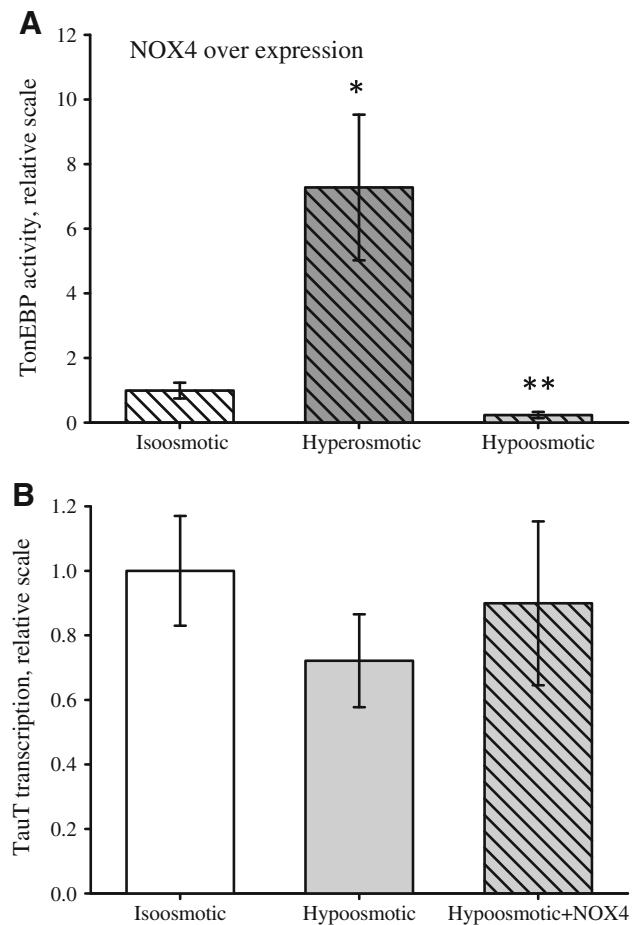 A
NOX4 over expression
TonEBP activity, relative scale
12
10
8
6
4
2
0
*
**
Isoosmotic
Hyperosmotic
Hypoosmotic
B
TauT transcription, relative scale
1.2
1.0
0.8
0.6
0.4
0.2
0.0
Isoosmotic
Hypoosmotic
Hypoosmotic+NOX4